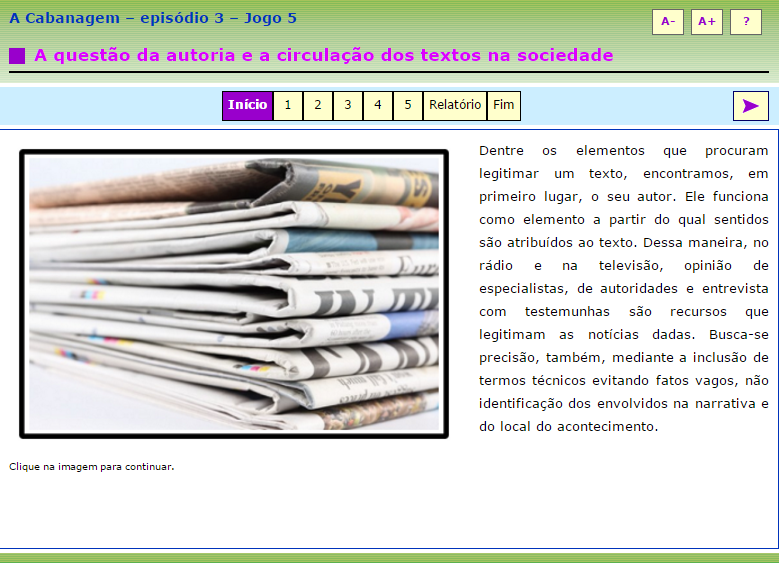 A Cabanagem – episódio 3 – Jogo 5
A- A+ ?
A questão da autoria e a circulação dos textos na sociedade
Início 1 2 3 4 5 Relatório Fim
Dentre os elementos que procuram
legitimar um texto, encontramos, em
primeiro lugar, o seu autor. Ele funciona
como elemento a partir do qual sentidos
são atribuídos ao texto. Dessa maneira, no
rádio e na televisão, opinião de
especialistas, de autoridades e entrevista
com testemunhas são recursos que
legitimam as notícias dadas. Busca-se
precisão, também, mediante a inclusão de
termos técnicos evitando fatos vagos, não
identificação dos envolvidos na narrativa e
do local do acontecimento.
Clique na imagem para continuar.